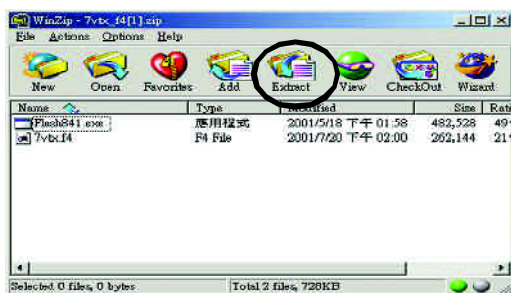 WinZip - 7vtx_f4[1].zip
File Actions Options Help
New Open Favorites Add Extract View CheckOut Wizard
Name Type Modified Size Rati
Flash841.exe 應用程式 2001/5/18 下午 01:58 482,528 49
7vtx.f4 F4 File 2001/7/20 下午 02:00 262,144 21
Selected 0 files, 0 bytes Total 2 files, 728KB